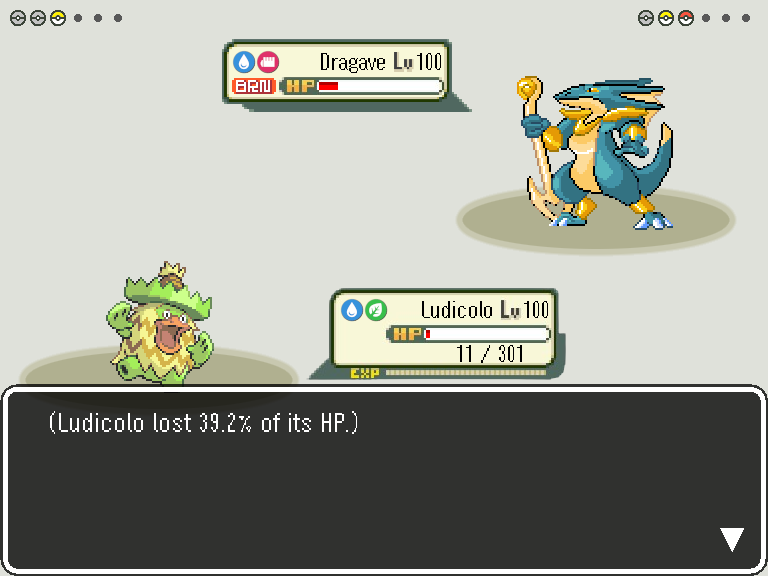 Dragave Lv100
BRN HP
Ludicolo Lv100
HP
11 / 301
EXP
(Ludicolo lost 39.2% of its HP.)